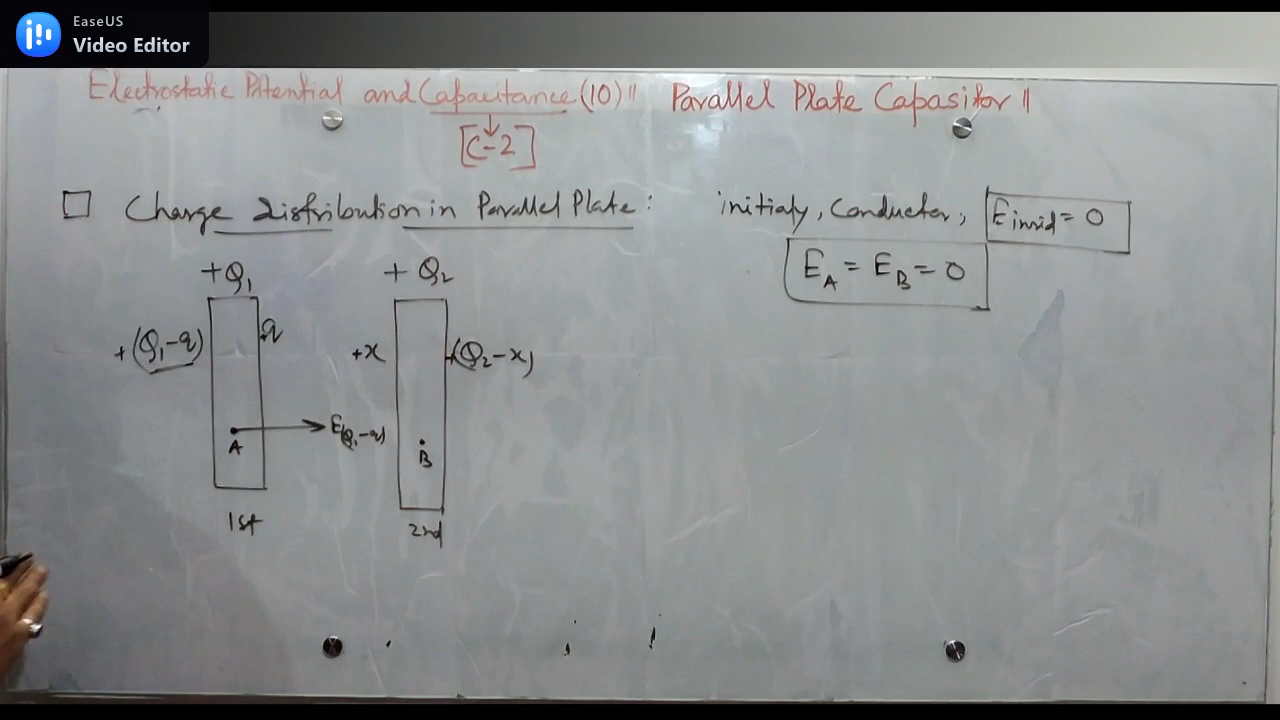 EaseUS
Video Editor
Electrostatic Potential and Capacitance (10) || Parallel Plate Capasitor ||
[C-2]
Charge Distribution in Parallel Plate : initialy, Conductor, E insid = 0
E_A = E_B = 0
+Q₁ + Q₂
+(Q₁-q) q +x +(Q₂-x)
A E(Q₁-q) B
1st 2nd